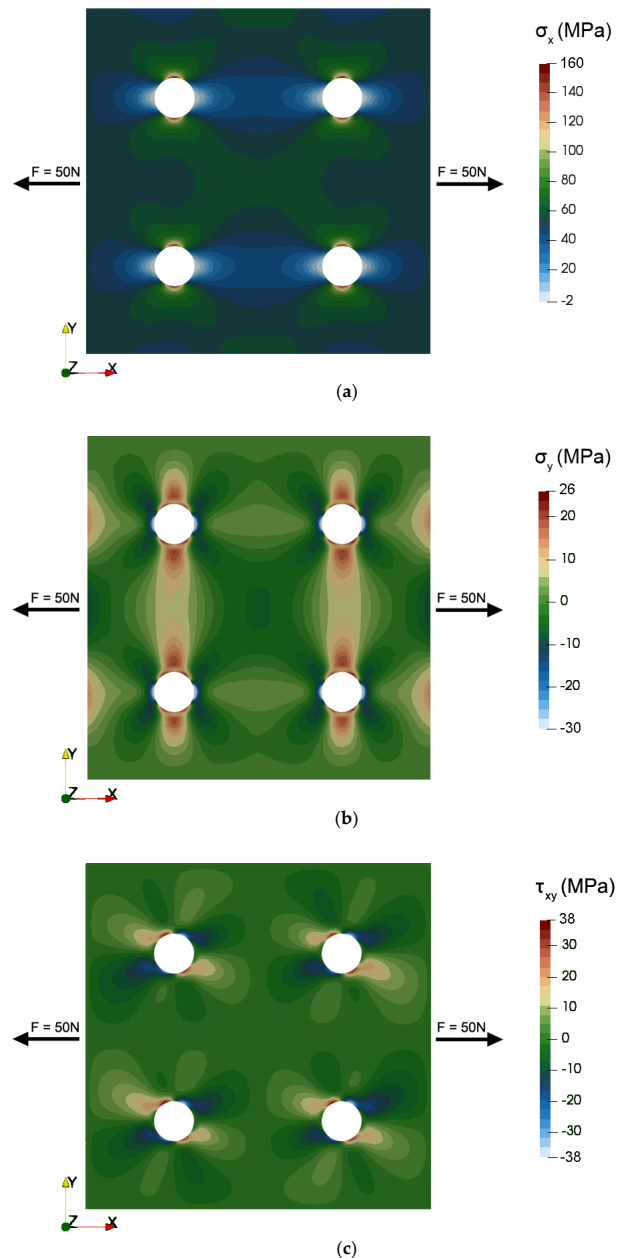 σx (MPa)
160
140
120
100
80
60
40
20
-2
F = 50N
F = 50N
Y
Z
X
(a)
σy (MPa)
26
20
10
0
-10
-20
-30
F = 50N
F = 50N
Y
Z
X
(b)
τxy (MPa)
38
30
20
10
0
-10
-20
-30
-38
F = 50N
F = 50N
Y
Z
X
(c)